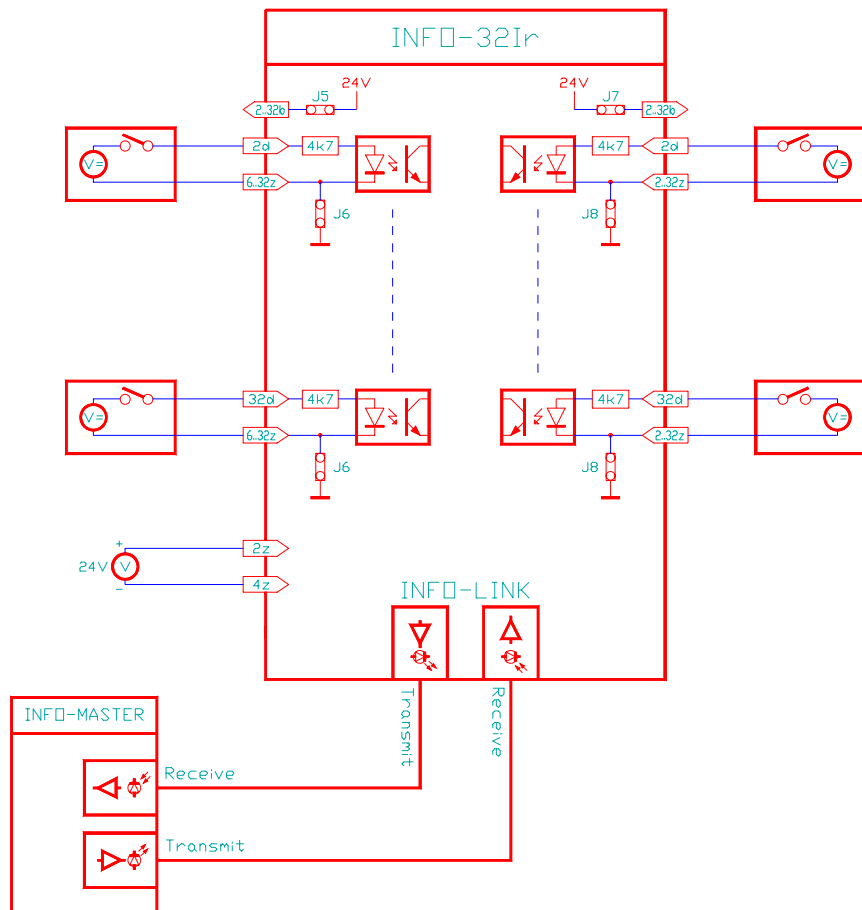 INFO-32Ir
24V 24V
J5 J7
2..32b 2..32b
2d 4k7 4k7 2d
V= V=
6..32z 2..32z
J6 J8
32d 4k7 4k7 32d
V= V=
6..32z 2..32z
J6 J8
+
2z
24V V
4z
-
INFO-LINK
Transmit
Receive
INFO-MASTER
Receive
Transmit